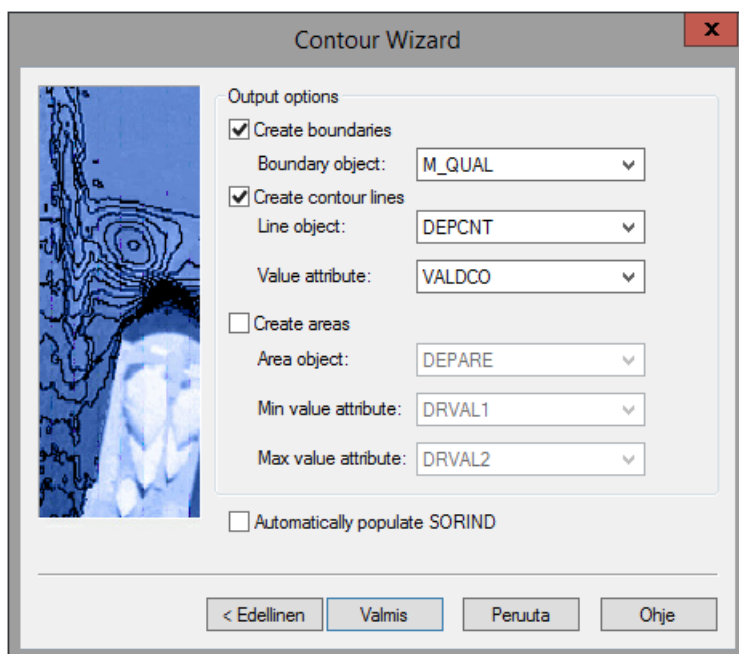 Contour Wizard
x
Output options
Create boundaries
Boundary object: M_QUAL
Create contour lines
Line object: DEPCNT
Value attribute: VALDCO
Create areas
Area object: DEPARE
Min value attribute: DRVAL1
Max value attribute: DRVAL2
Automatically populate SORIND
< Edellinen Valmis Peruuta Ohje